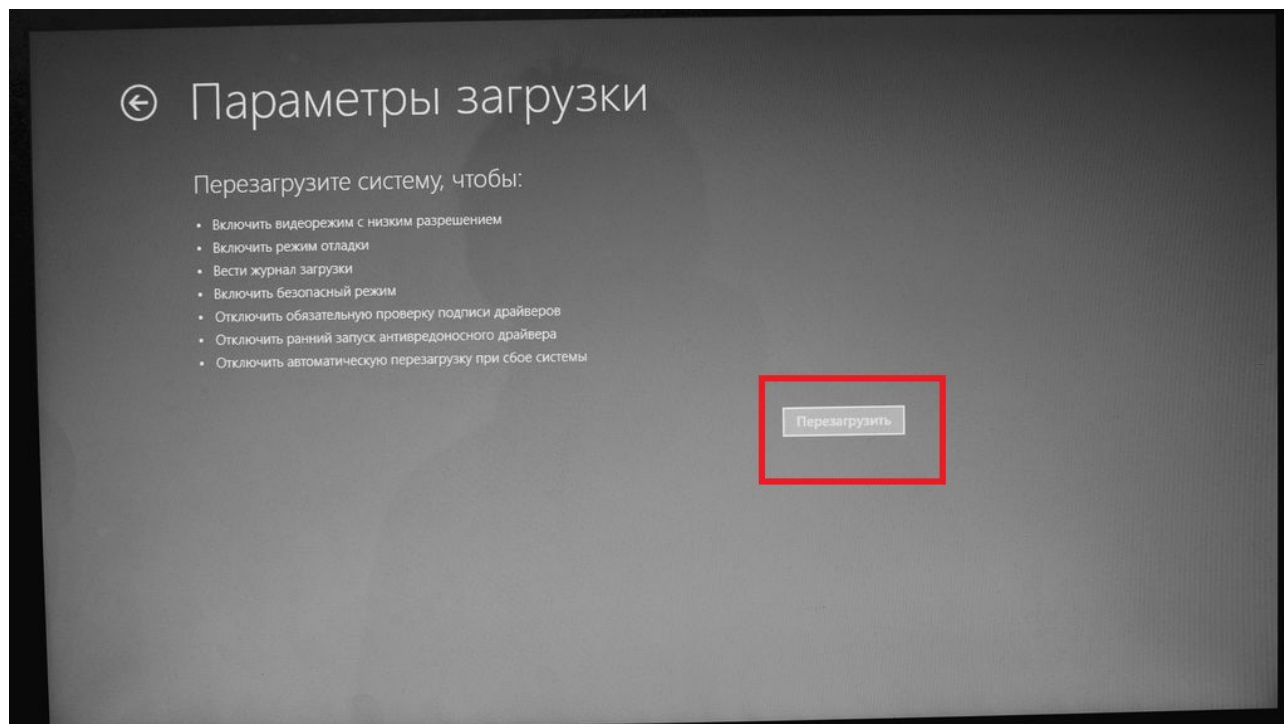 Параметры загрузки
Перезагрузите систему, чтобы:
• Включить видеорежим с низким разрешением
• Включить режим отладки
• Вести журнал загрузки
• Включить безопасный режим
• Отключить обязательную проверку подписи драйверов
• Отключить ранний запуск антивредоносного драйвера
• Отключить автоматическую перезагрузку при сбое системы
Перезагрузить